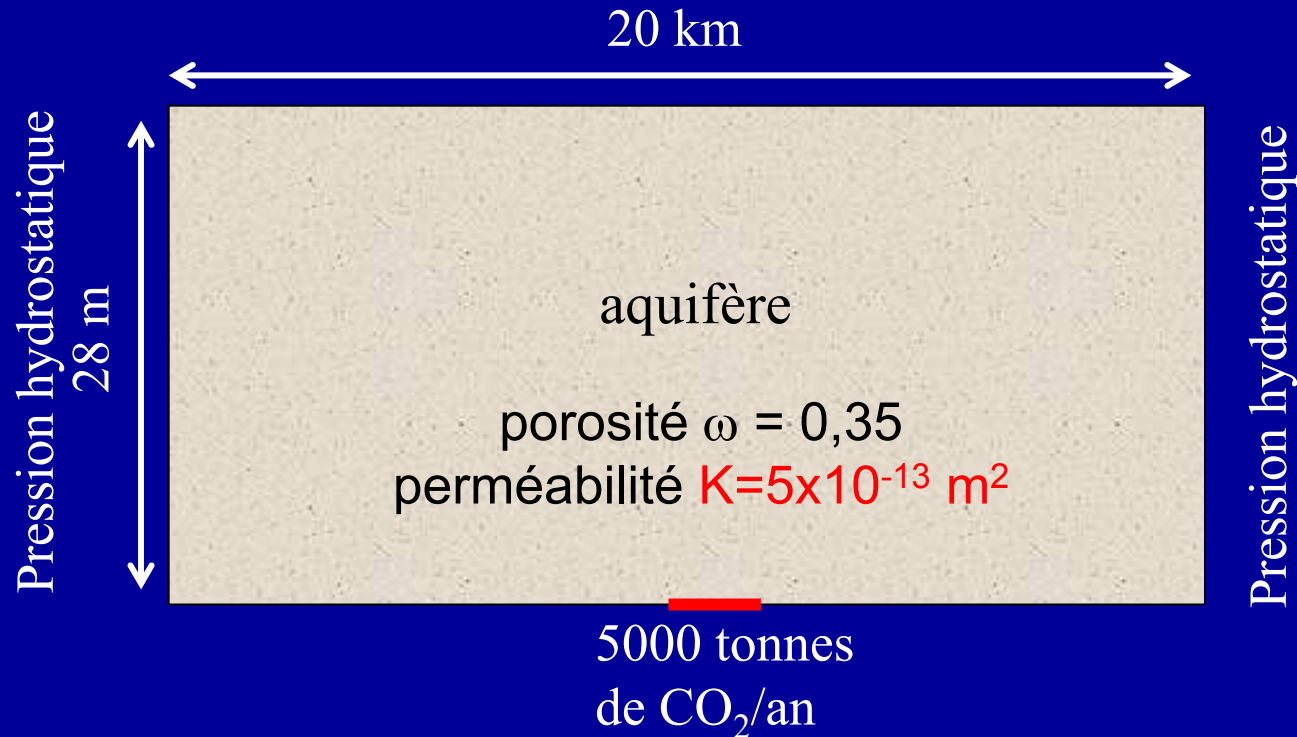 20 km
Pression hydrostatique
28 m
aquifère
porosité ω = 0,35
perméabilité K=5x10⁻¹³ m²
Pression hydrostatique
5000 tonnes
de CO₂/an